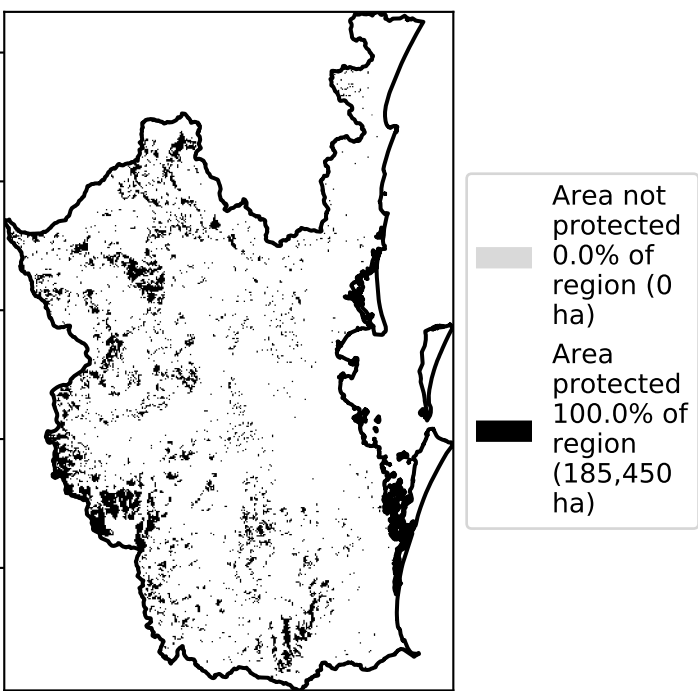 Area not
protected
0.0% of
region (0
ha)
Area
protected
100.0% of
region
(185,450
ha)